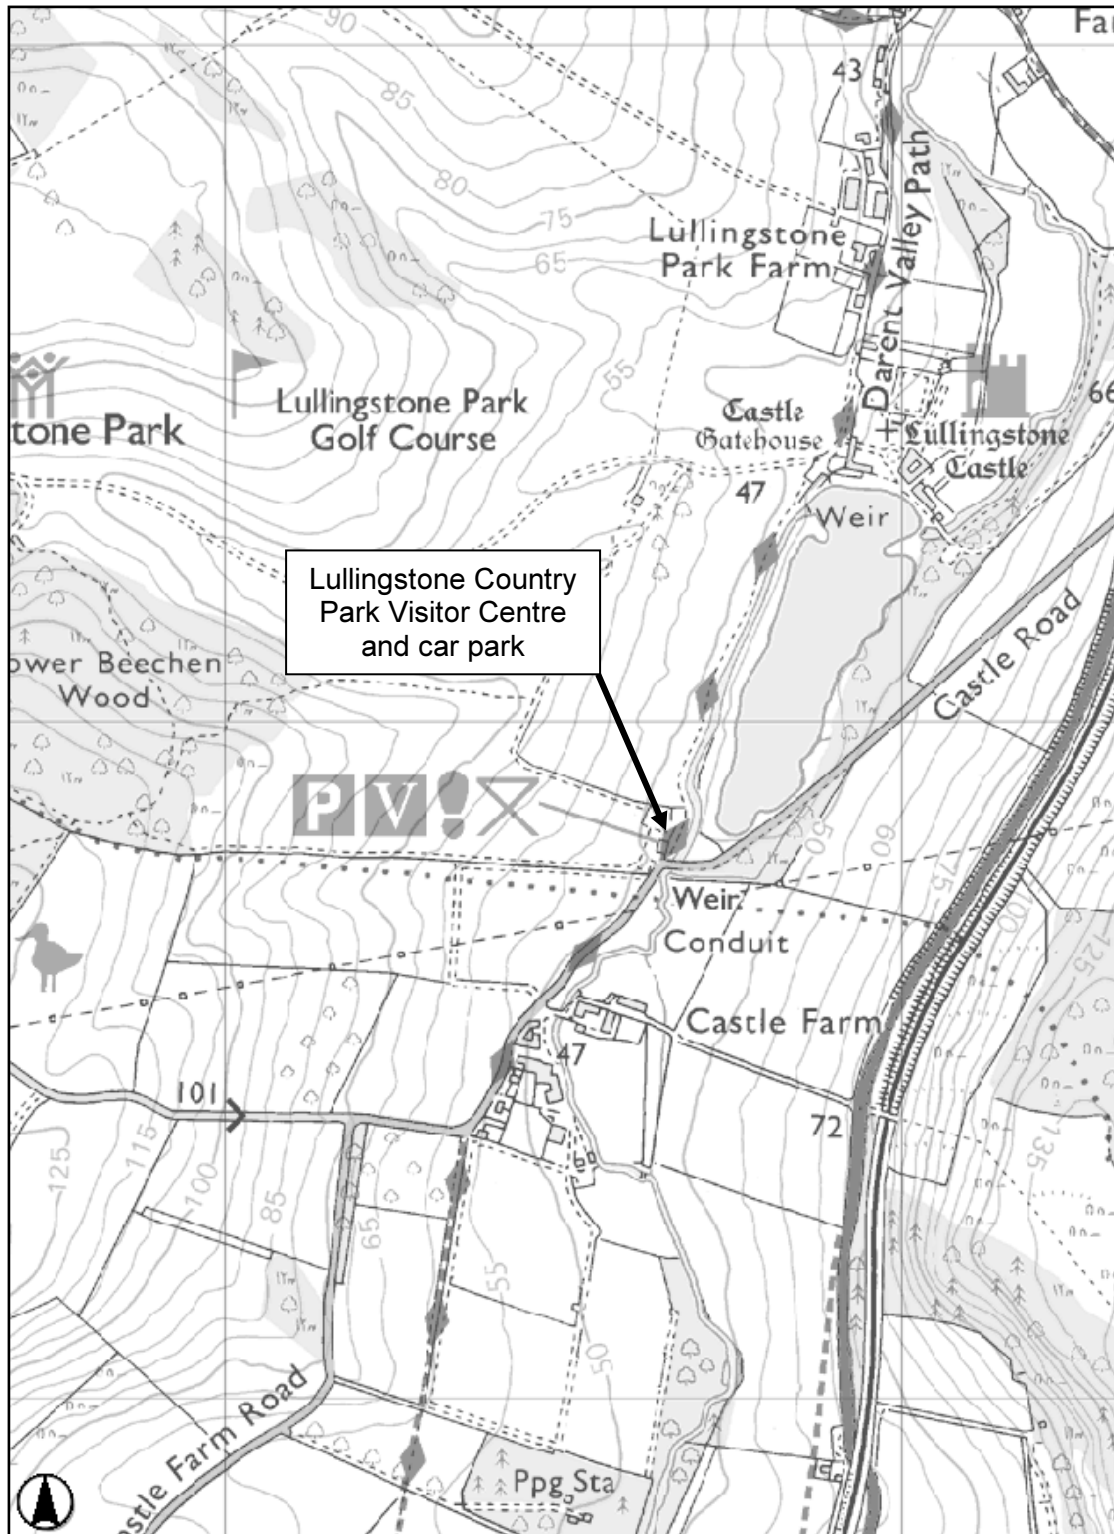 90
Far
43
85
80
75
65
Lullingstone
Park Farm
Darent Valley Path
55
66
Lullingstone Park
Golf Course
tone Park
Castle
Gatehouse
Lullingstone
Castle
47
Weir
Lullingstone Country
Park Visitor Centre
and car park
Castle Road
ower Beechen
Wood
P V
50
60
75
100
125
Weir
Conduit
Castle Farm
47
101
72
125
115
100
85
65
135
55
50
Castle Farm Road
Ppg Sta